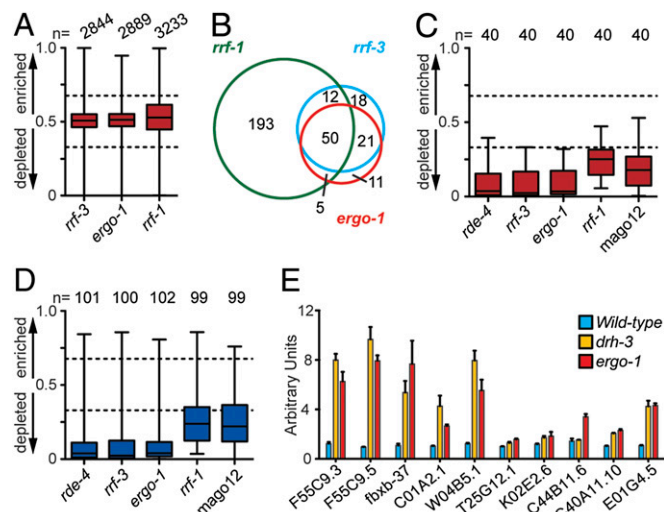 A
n= 2844 2889 3233
enriched
depleted
1.0
0.5
0
rrf-3 ergo-1 rrf-1
B
rrf-1
rrf-3
ergo-1
193
12
18
50
21
11
5
C
n= 40 40 40 40 40
enriched
depleted
1.0
0.5
0
rde-4 rrf-3 ergo-1 rrf-1 mago12
D
n= 101 100 102 99 99
enriched
depleted
1.0
0.5
0
rde-4 rrf-3 ergo-1 rrf-1 mago12
E
Arbitrary Units
12
8
4
0
Wild-type
drh-3
ergo-1
F55C9.3 F55C9.5 fbxb-37 C01A2.1 W04B5.1 T25G12.1 K02E2.6 C44B11.6 C40A11.10 E01G4.5